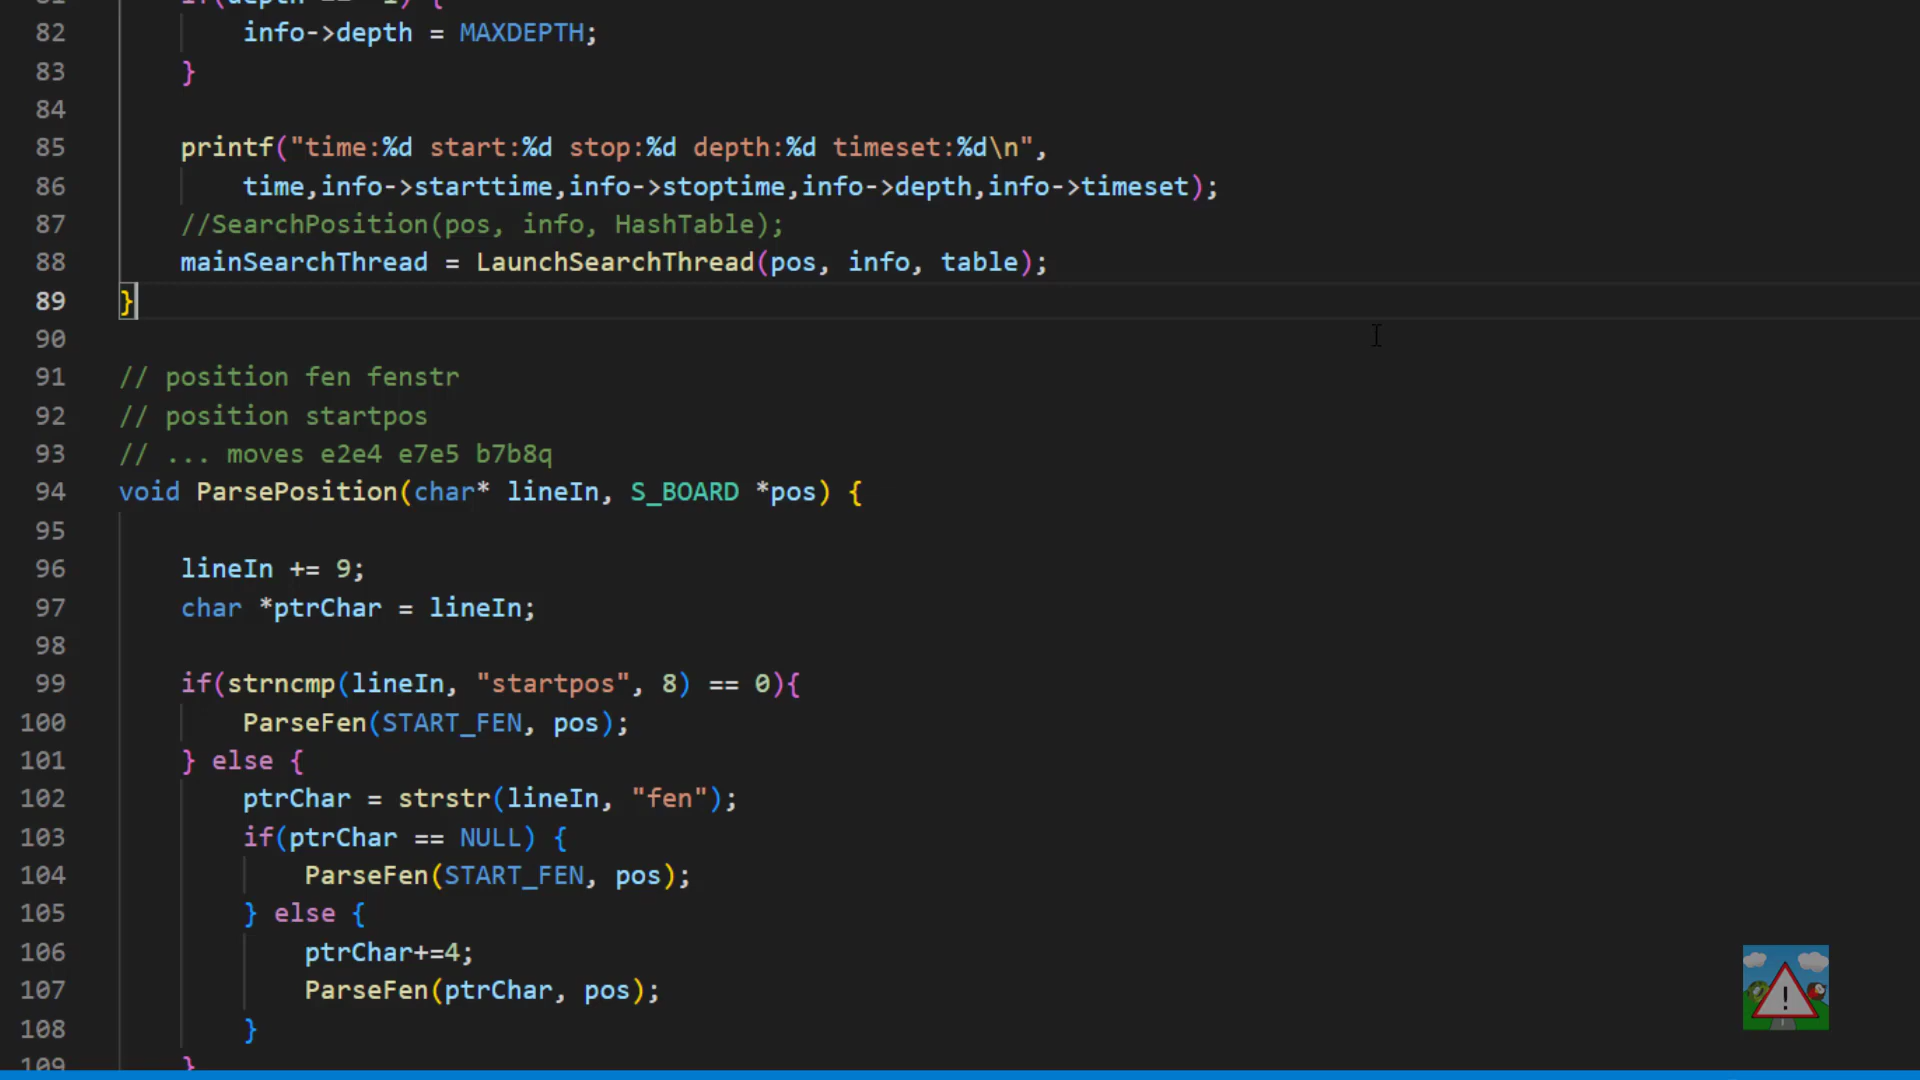 81 if(depth == -1) {
82 info->depth = MAXDEPTH;
83 }
84
85 printf("time:%d start:%d stop:%d depth:%d timeset:%d\n",
86 time,info->starttime,info->stoptime,info->depth,info->timeset);
87 //SearchPosition(pos, info, HashTable);
88 mainSearchThread = LaunchSearchThread(pos, info, table);
89 }
90
91 // position fen fenstr
92 // position startpos
93 // ... moves e2e4 e7e5 b7b8q
94 void ParsePosition(char* lineIn, S_BOARD *pos) {
95
96 lineIn += 9;
97 char *ptrChar = lineIn;
98
99 if(strncmp(lineIn, "startpos", 8) == 0){
100 ParseFen(START_FEN, pos);
101 } else {
102 ptrChar = strstr(lineIn, "fen");
103 if(ptrChar == NULL) {
104 ParseFen(START_FEN, pos);
105 } else {
106 ptrChar+=4;
107 ParseFen(ptrChar, pos);
108 }
109 }
!